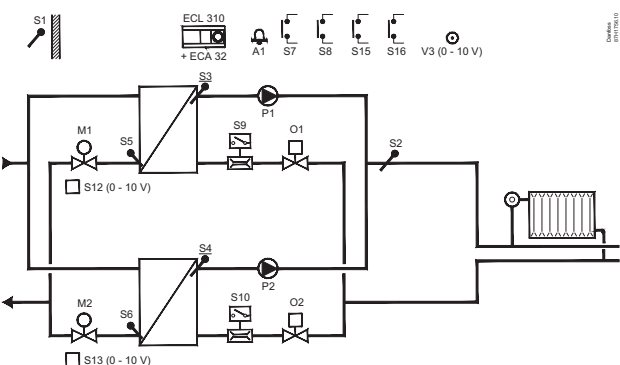 S1
ECL 310
+ ECA 32
A1
S7
S8
S15
S16
V3 (0 - 10 V)
Danfoss
S3
P1
M1
S5
S9
O1
S2
S12 (0 - 10 V)
S4
P2
M2
S6
S10
O2
S13 (0 - 10 V)